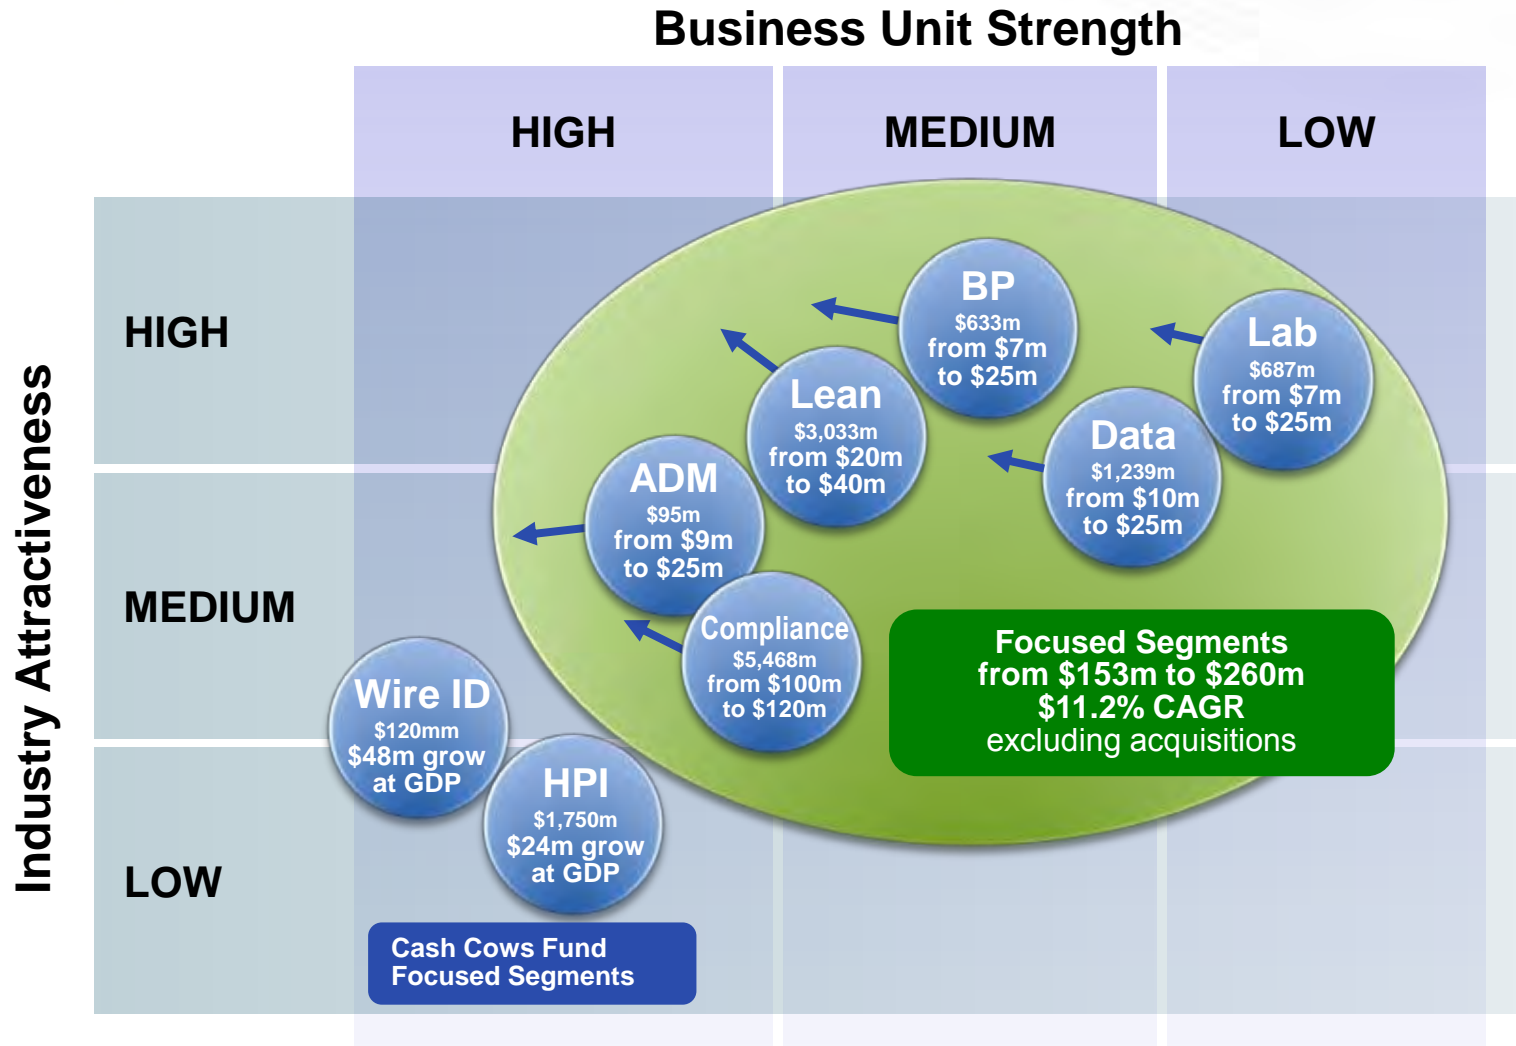 Business Unit Strength
HIGH
MEDIUM
LOW
Industry Attractiveness
HIGH
MEDIUM
LOW
BP
$633m
from $7m
to $25m
Lab
$687m
from $7m
to $25m
Lean
$3,033m
from $20m
to $40m
Data
$1,239m
from $10m
to $25m
ADM
$95m
from $9m
to $25m
Compliance
$5,468m
from $100m
to $120m
Focused Segments
from $153m to $260m
$11.2% CAGR
excluding acquisitions
Wire ID
$120mm
$48m grow
at GDP
HPI
$1,750m
$24m grow
at GDP
Cash Cows Fund
Focused Segments